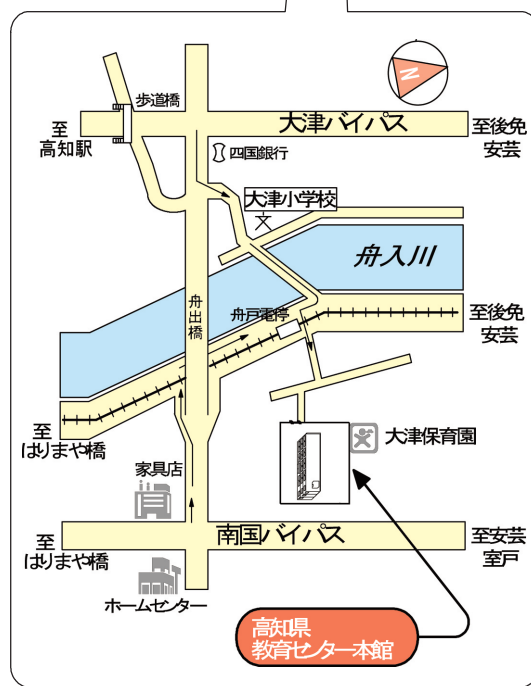 歩道橋
N
至
高知駅
大津バイパス
至後免
安芸
四国銀行
大津小学校
文
舟入川
舟出橋
舟戸電停
至後免
安芸
至
はりまや橋
大津保育園
家具店
至
はりまや橋
南国バイパス
至安芸
室戸
ホームセンター
高知県
教育センター本館